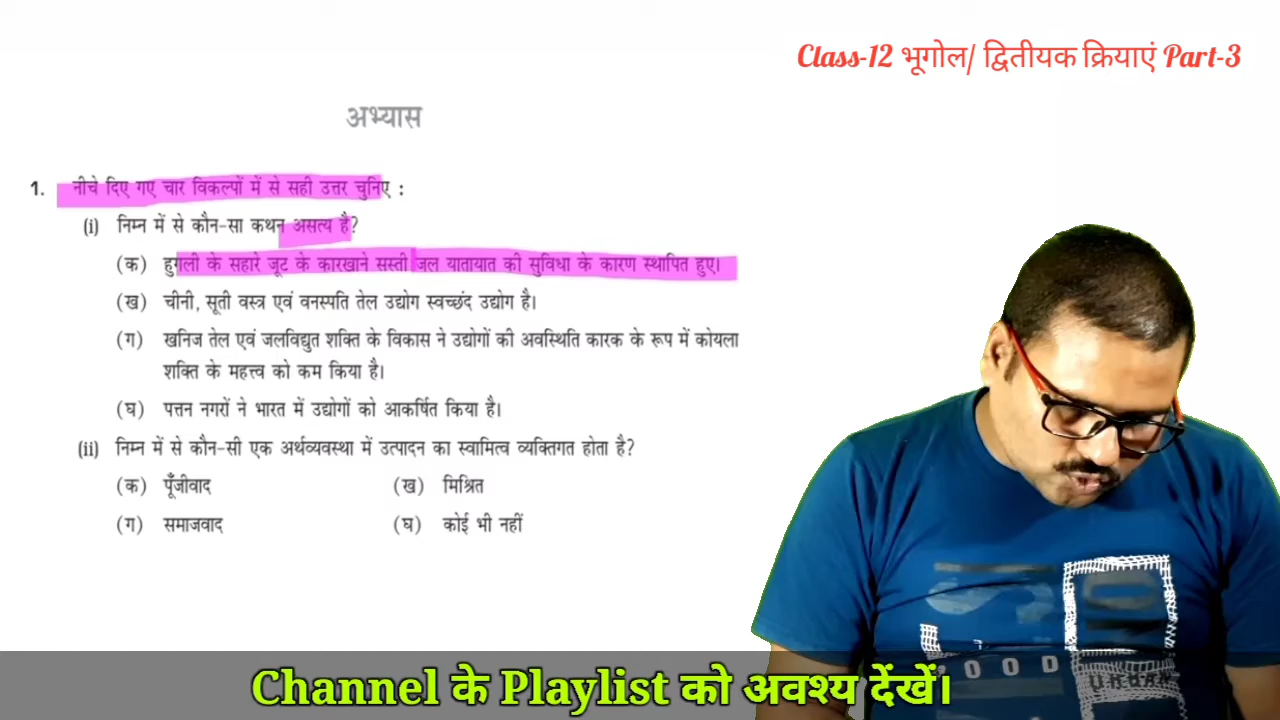 Class-12 भूगोल/ द्वितीयक क्रियाएं Part-3
अभ्यास
1. नीचे दिए गए चार विकल्पों में से सही उत्तर चुनिए :
(i) निम्न में से कौन-सा कथन असत्य है?
(क) हुगली के सहारे जूट के कारखाने सस्ती जल यातायात की सुविधा के कारण स्थापित हुए।
(ख) चीनी, सूती वस्त्र एवं वनस्पति तेल उद्योग स्वच्छंद उद्योग है।
(ग) खनिज तेल एवं जलविद्युत शक्ति के विकास ने उद्योगों की अवस्थिति कारक के रूप में कोयला
शक्ति के महत्त्व को कम किया है।
(घ) पत्तन नगरों ने भारत में उद्योगों को आकर्षित किया है।
(ii) निम्न में से कौन-सी एक अर्थव्यवस्था में उत्पादन का स्वामित्व व्यक्तिगत होता है?
(क) पूँजीवाद (ख) मिश्रित
(ग) समाजवाद (घ) कोई भी नहीं
Channel के Playlist को अवश्य देंखें।